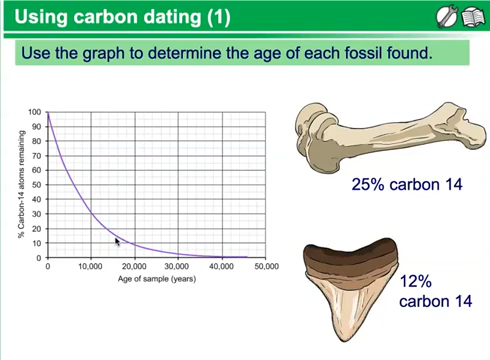 Using carbon dating (1)
Use the graph to determine the age of each fossil found.
% Carbon-14 atoms remaining
100
90
80
70
60
50
40
30
20
10
0
0 10,000 20,000 30,000 40,000 50,000
Age of sample (years)
25% carbon 14
12%
carbon 14